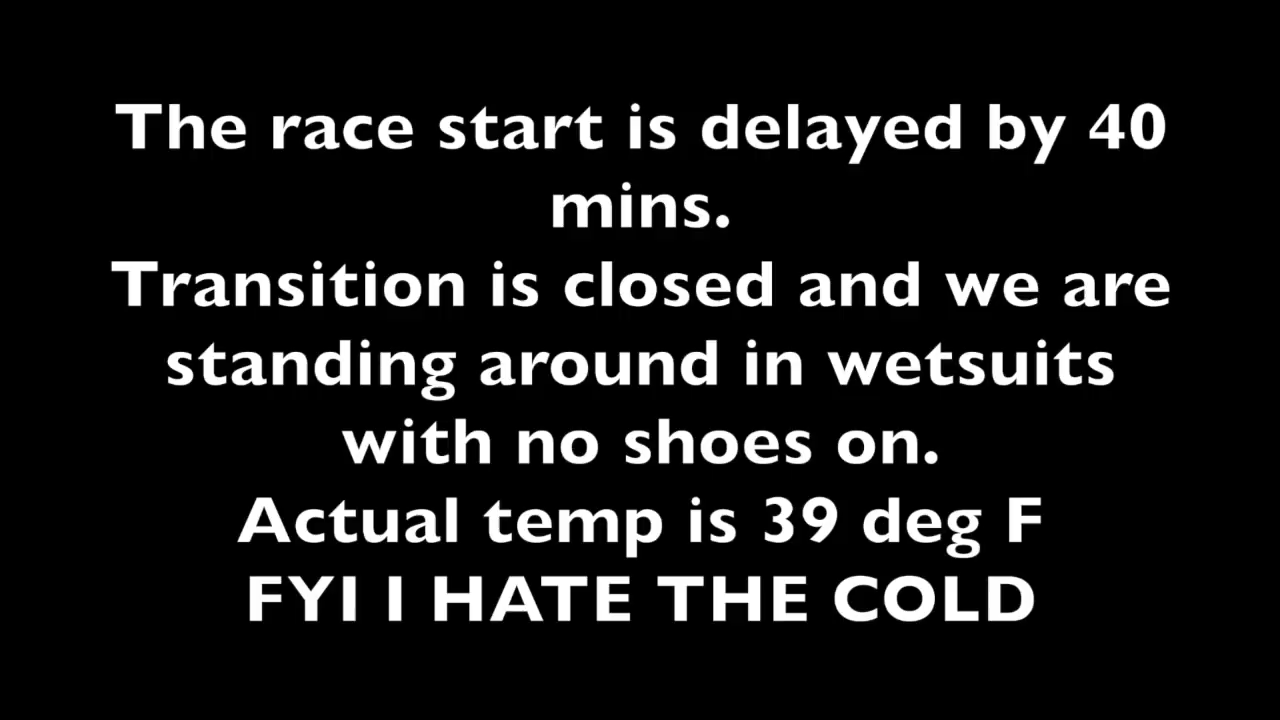 The race start is delayed by 40
mins.
Transition is closed and we are
standing around in wetsuits
with no shoes on.
Actual temp is 39 deg F
FYI I HATE THE COLD